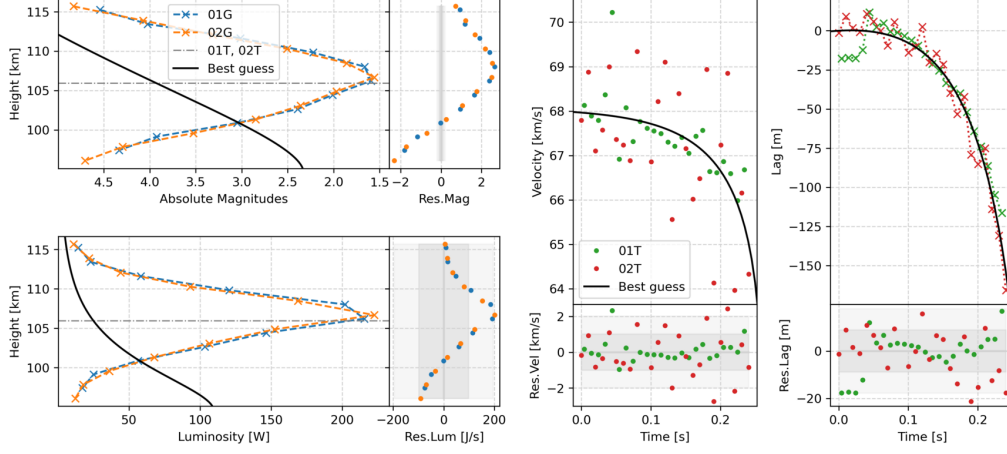 01G
02G
01T, 02T
Best guess
Height [km]
115
110
105
100
4.5
4.0
3.5
3.0
2.5
2.0
1.5
Absolute Magnitudes
−2
0
2
Res.Mag
Height [km]
115
110
105
100
50
100
150
200
Luminosity [W]
−200
0
200
Res.Lum [J/s]
Velocity [km/s]
70
69
68
67
66
65
64
01T
02T
Best guess
Res.Vel [km/s]
2
0
−2
0.0
0.1
0.2
Time [s]
Lag [m]
0
−25
−50
−75
−100
−125
−150
Res.Lag [m]
0
−20
0.0
0.1
0.2
Time [s]